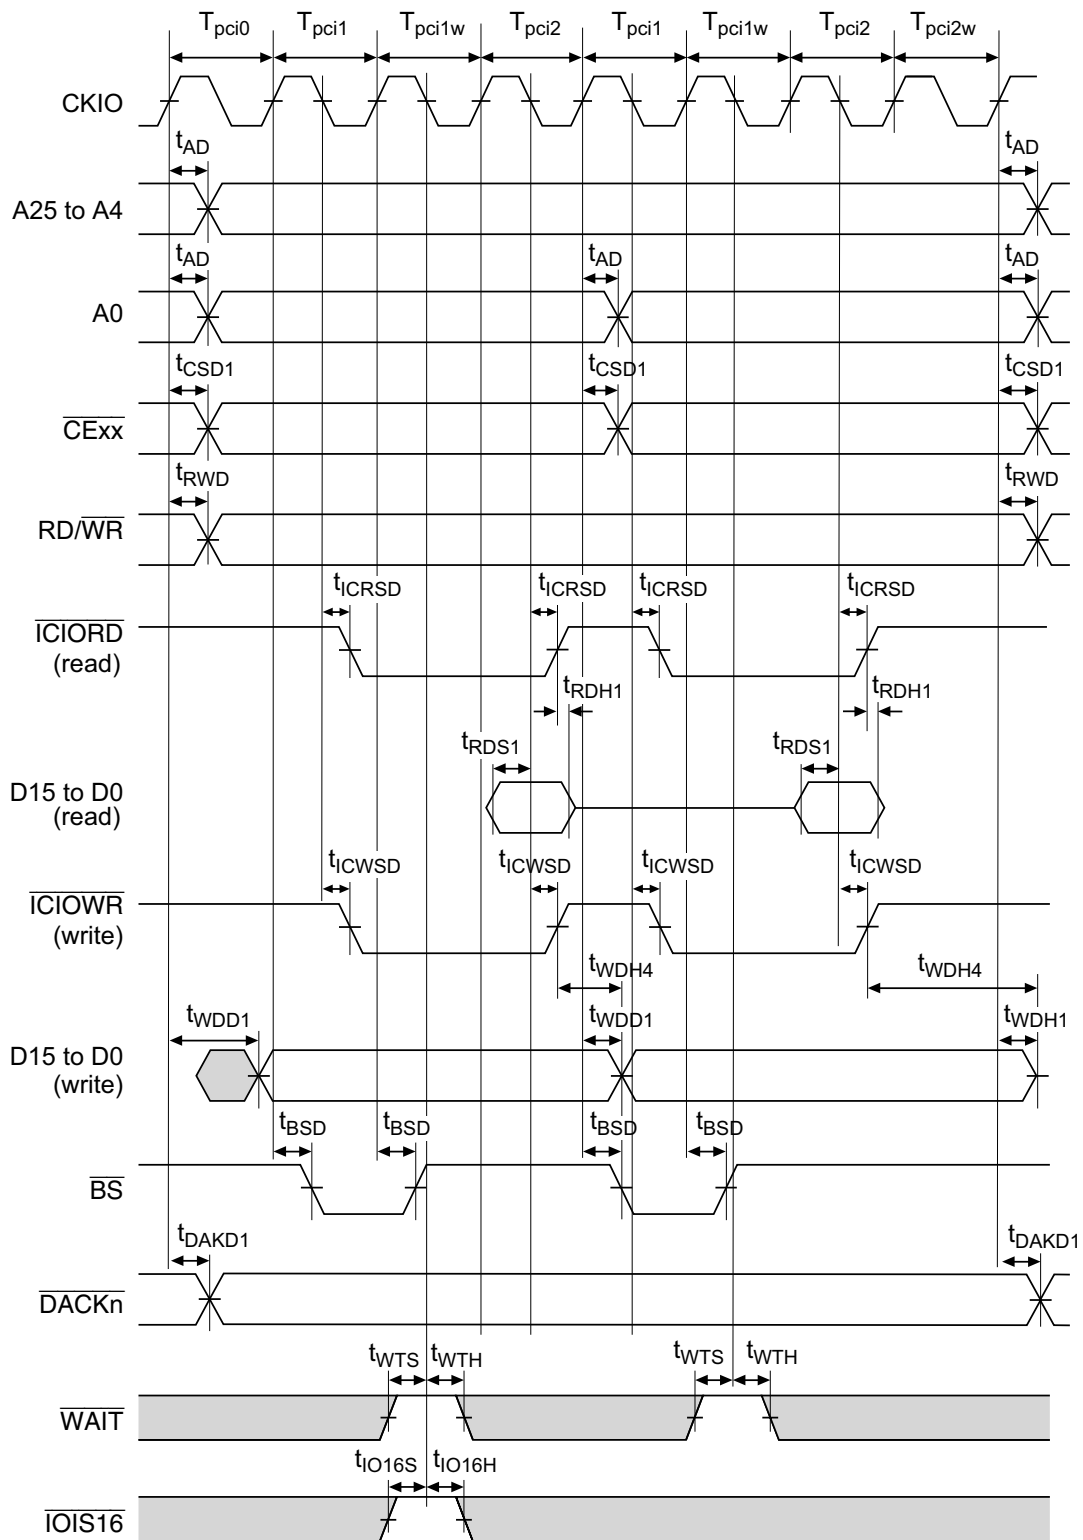 Tpci0 Tpci1 Tpci1w Tpci2 Tpci1 Tpci1w Tpci2 Tpci2w
CKIO
tAD tAD
A25 to A4
tAD tAD tAD
A0
tCSD1 tCSD1 tCSD1
CExx
tRWD tRWD
RD/WR
tICRSD tICRSD tICRSD tICRSD
ICIORD
(read)
tRDH1 tRDH1
tRDS1 tRDS1
D15 to D0
(read)
tICWSD tICWSD tICWSD tICWSD
ICIOWR
(write)
tWDH4 tWDH4
tWDD1 tWDD1 tWDH1
D15 to D0
(write)
tBSD tBSD tBSD tBSD
BS
tDAKD1 tDAKD1
DACKn
tWTS tWTH tWTS tWTH
WAIT
tIO16S tIO16H
IOIS16